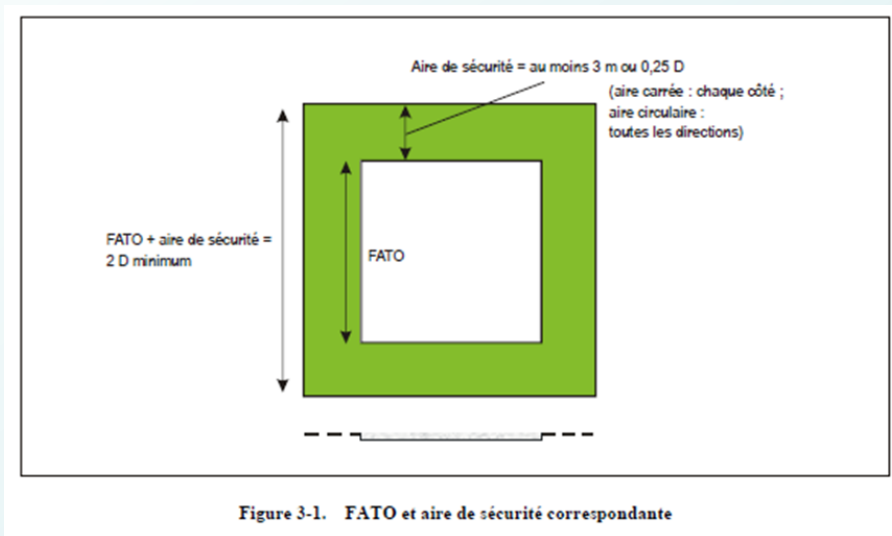 Aire de sécurité = au moins 3 m ou 0,25 D
(aire carrée : chaque côté ;
aire circulaire :
toutes les directions)
FATO + aire de sécurité =
2 D minimum
FATO
Figure 3-1. FATO et aire de sécurité correspondante